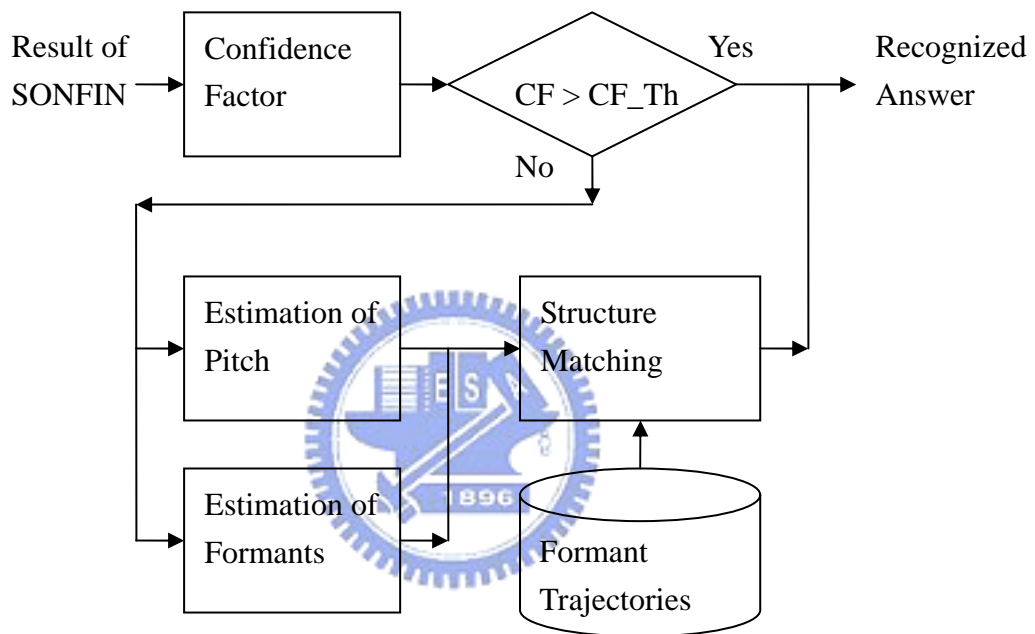 Result of
SONFIN
Confidence
Factor
CF > CF_Th
Yes
Recognized
Answer
No
Estimation of
Pitch
Structure
Matching
E S A
1896
Estimation of
Formants
Formant
Trajectories